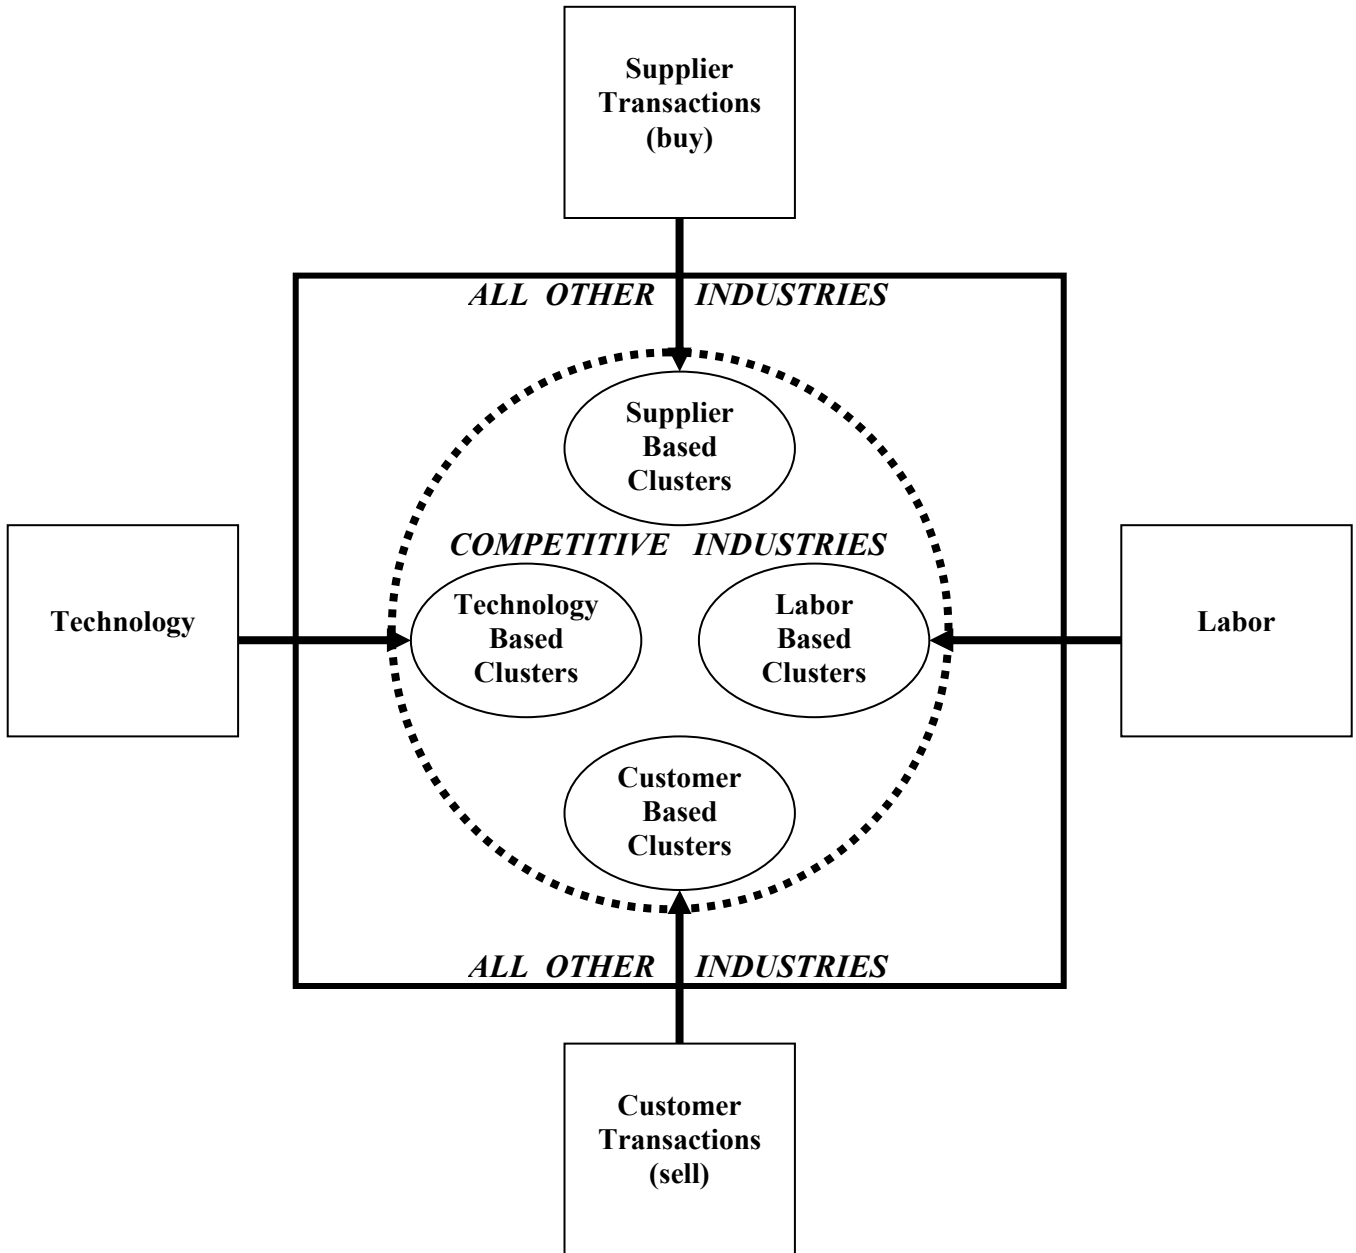 Supplier
Transactions
(buy)
ALL OTHER INDUSTRIES
Supplier
Based
Clusters
COMPETITIVE INDUSTRIES
Technology
Technology
Based
Clusters
Labor
Based
Clusters
Labor
Customer
Based
Clusters
ALL OTHER INDUSTRIES
Customer
Transactions
(sell)